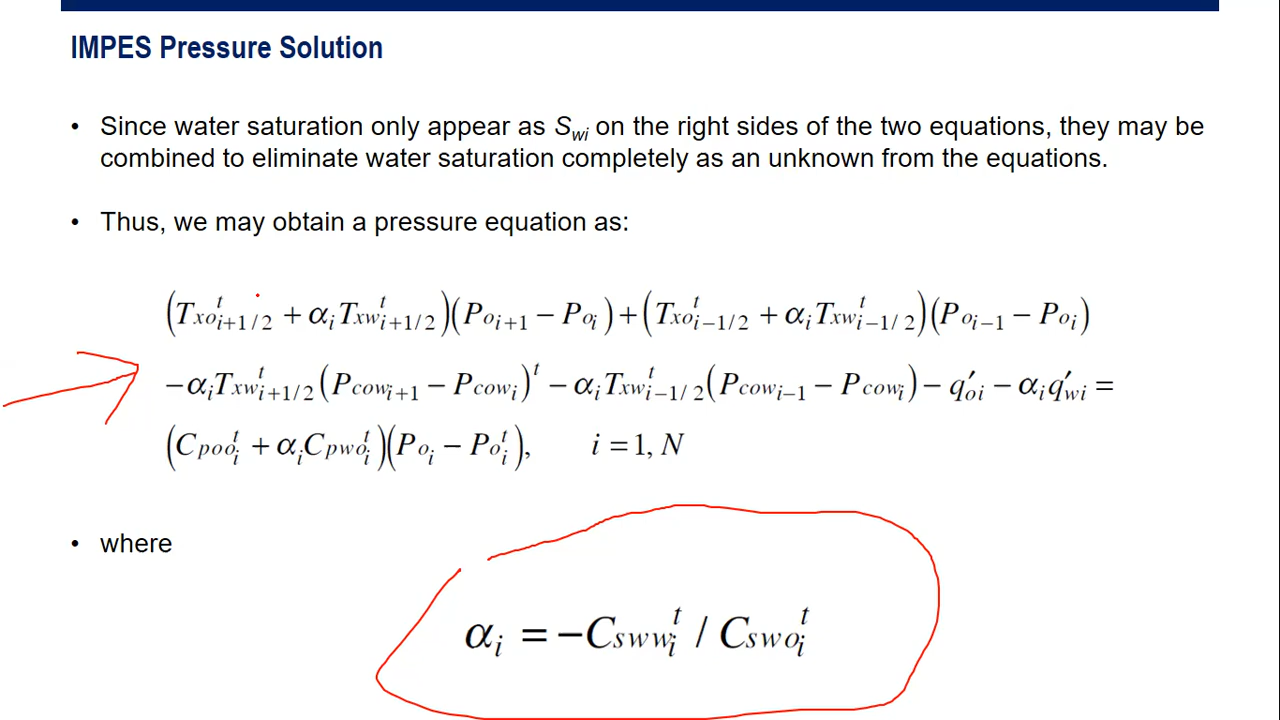 IMPES Pressure Solution
• Since water saturation only appear as S_wi on the right sides of the two equations, they may be
combined to eliminate water saturation completely as an unknown from the equations.
• Thus, we may obtain a pressure equation as:
(Txo^t_{i+1/2} + α_i Txw^t_{i+1/2})(Po_{i+1} − Po_i) + (Txo^t_{i−1/2} + α_i Txw^t_{i−1/2})(Po_{i−1} − Po_i)
−α_i Txw^t_{i+1/2}(Pcow_{i+1} − Pcow_i)^t − α_i Txw^t_{i−1/2}(Pcow_{i−1} − Pcow_i) − q′_oi − α_i q′_wi =
(Cpoo^t_i + α_i Cpwo^t_i)(Po_i − Po^t_i), i = 1, N
• where
α_i = −Csww^t_i / Cswo^t_i